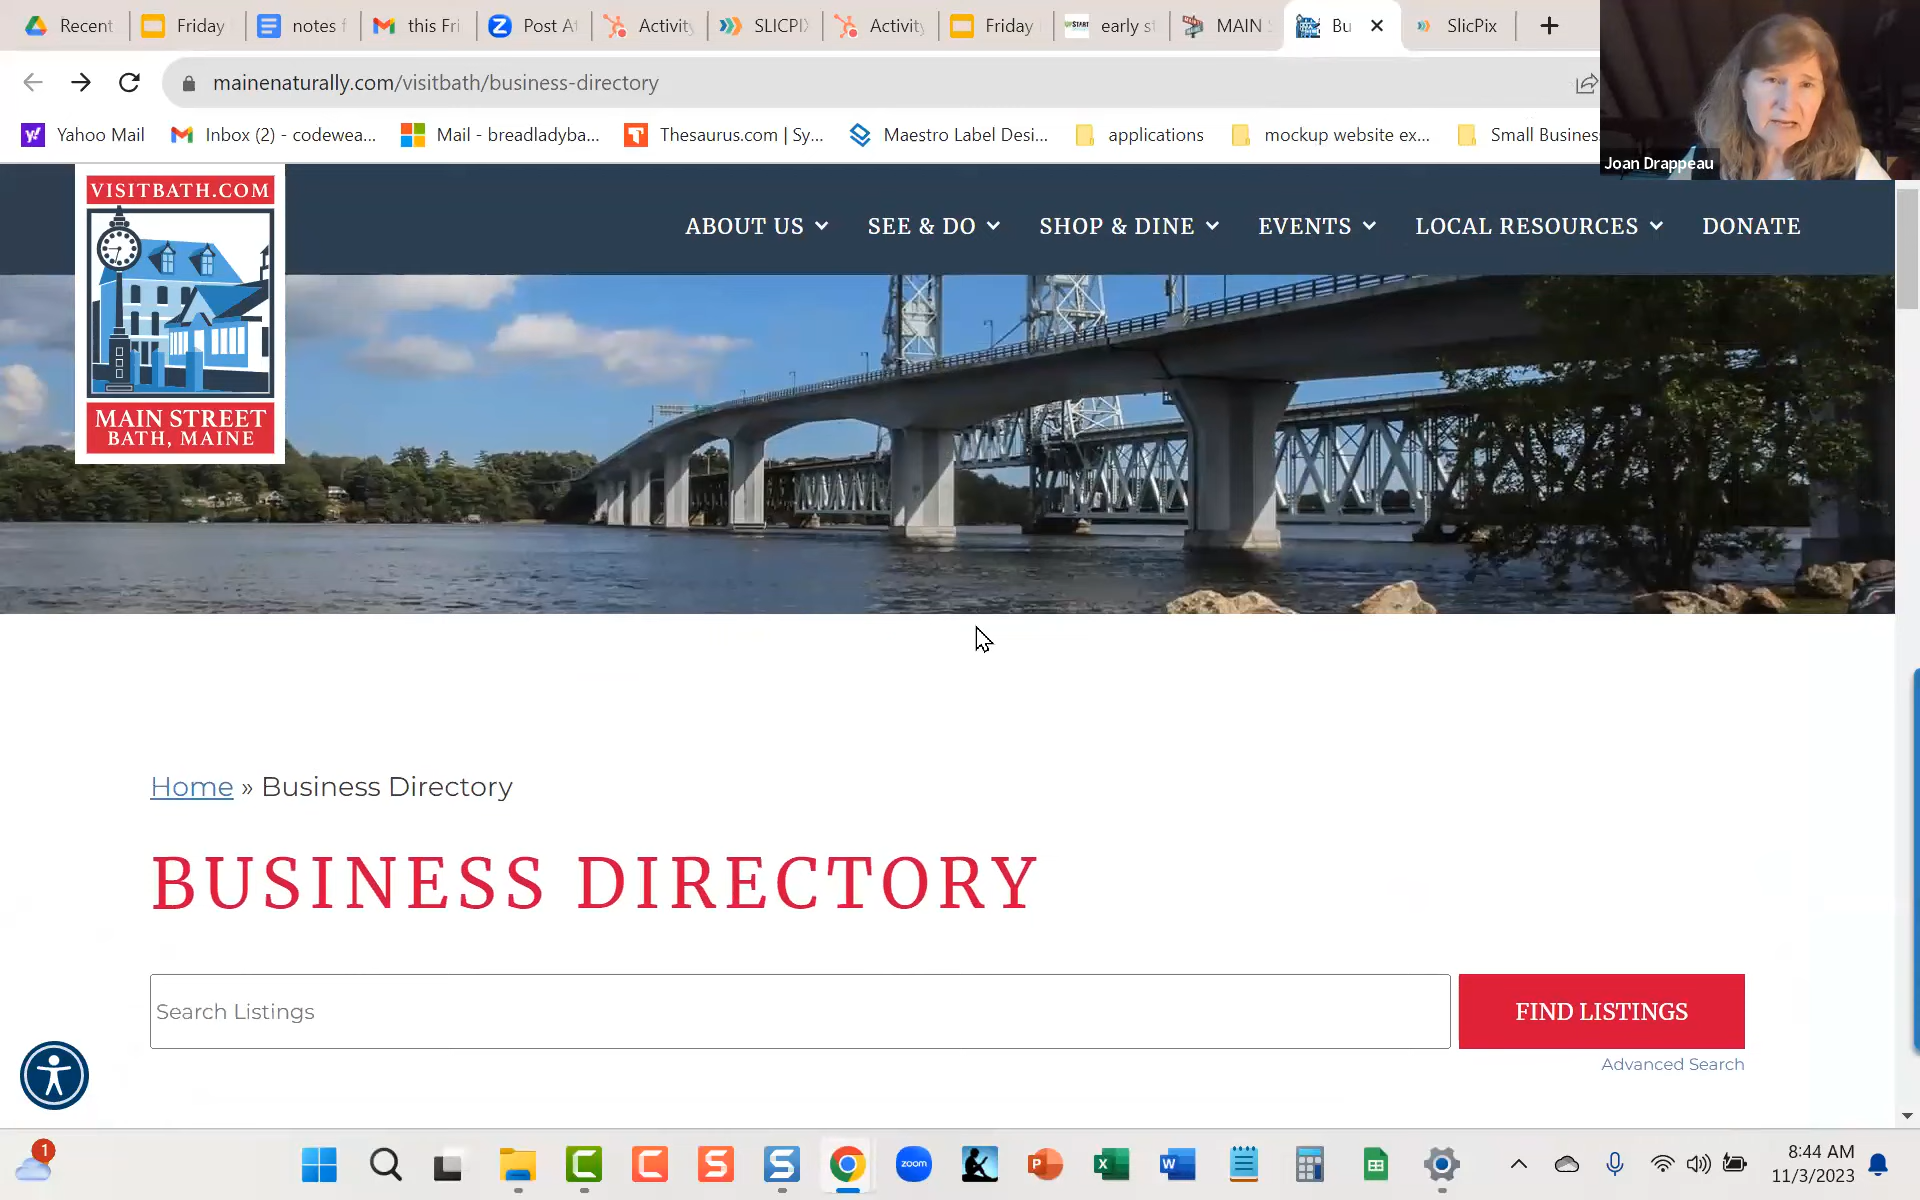 Recent
Friday
notes f
this Fri
Post At
Activity
SLICPIX
Activity
Friday
UPSTART
early st
MAIN S
Bu
SlicPix
mainenaturally.com/visitbath/business-directory
Yahoo Mail
Inbox (2) - codewea...
Mail - breadladyba...
Thesaurus.com | Sy...
Maestro Label Desi...
applications
mockup website ex...
Small Busines
Joan Drappeau
VISITBATH.COM
MAIN STREET
BATH, MAINE
ABOUT US
SEE & DO
SHOP & DINE
EVENTS
LOCAL RESOURCES
DONATE
Home » Business Directory
BUSINESS DIRECTORY
Search Listings
FIND LISTINGS
Advanced Search
1
zoom
8:44 AM
11/3/2023